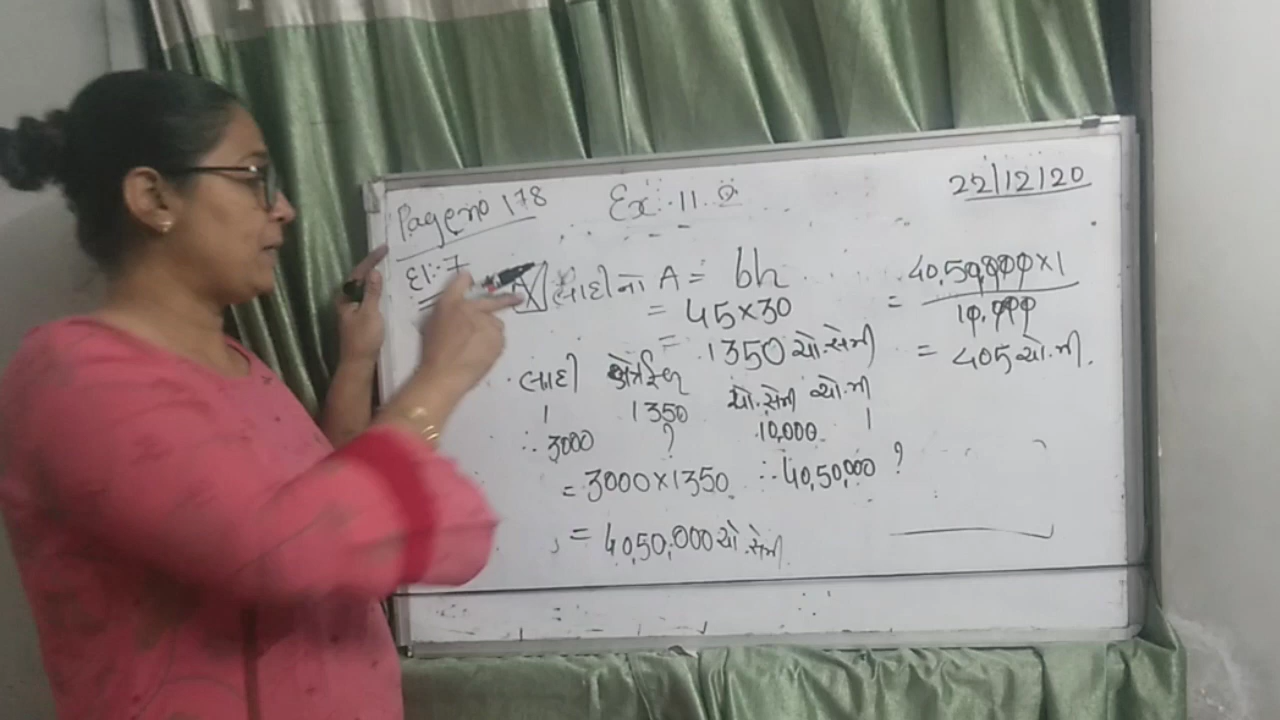 Page no 178
Ex. 11.2
22/12/20
દા:-7
લાદીના A = bh
= 45×30
= 1350 ચો.સેમી
લાદી ક્ષેત્રફળ
1 1350
∴ 3000 ?
= 3000×1350
= 40,50,000 ચો.સેમી
ચો.સેમી ચો.મી
10,000 1
∴ 40,50,000 ?
= 40,50,000×1
10,000
= 405 ચો.મી.